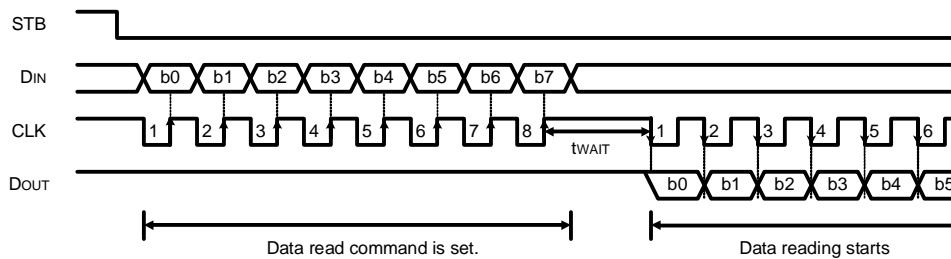 STB
DIN b0 b1 b2 b3 b4 b5 b6 b7
CLK 1 2 3 4 5 6 7 8 1 2 3 4 5 6
tWAIT
DOUT b0 b1 b2 b3 b4 b5
Data read command is set. Data reading starts